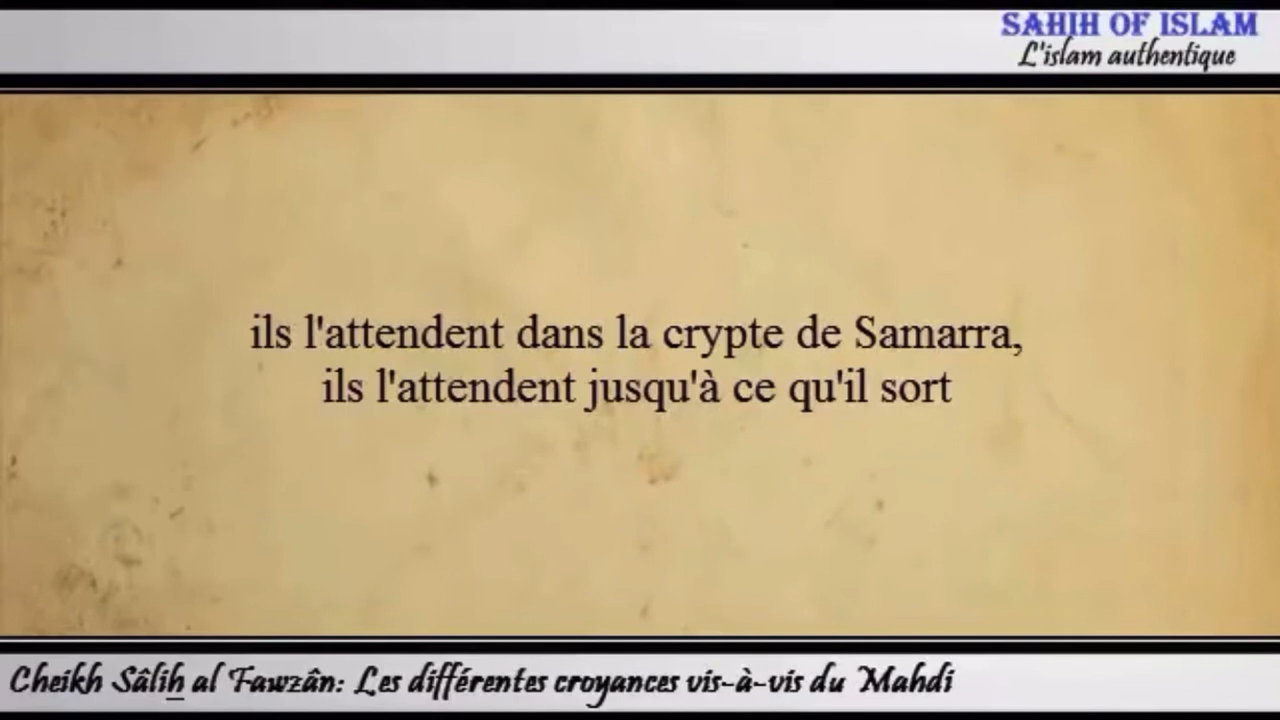 SAHIH OF ISLAM
L'islam authentique
ils l'attendent dans la crypte de Samarra,
ils l'attendent jusqu'à ce qu'il sort
Cheikh Sâliẖ al Fawzân: Les différentes croyances vis-à-vis du Mahdi